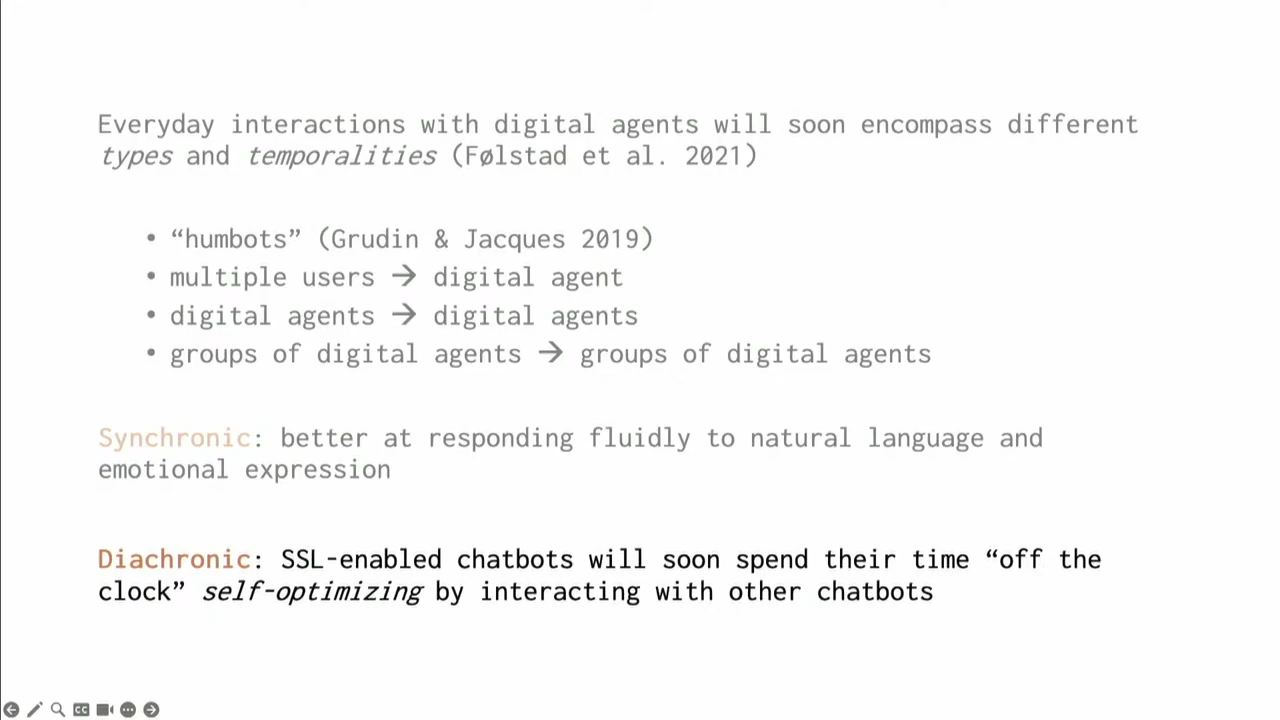 Everyday interactions with digital agents will soon encompass different
types and temporalities (Følstad et al. 2021)
• “humbots” (Grudin & Jacques 2019)
• multiple users → digital agent
• digital agents → digital agents
• groups of digital agents → groups of digital agents
Synchronic: better at responding fluidly to natural language and
emotional expression
Diachronic: SSL-enabled chatbots will soon spend their time “off the
clock” self-optimizing by interacting with other chatbots
CC